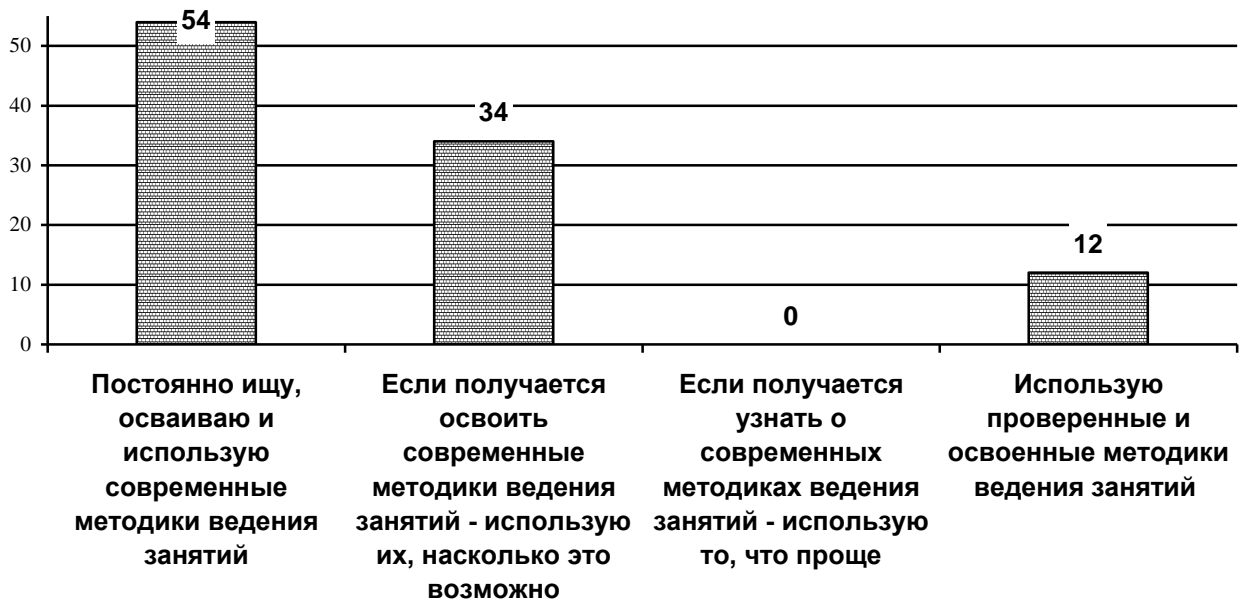 54
50
40
34
30
20
12
10
0
0
Постоянно ищу,
осваиваю и
использую
современные
методики ведения
занятий
Если получается
освоить
современные
методики ведения
занятий - использую
их, насколько это
возможно
Если получается
узнать о
современных
методиках ведения
занятий - использую
то, что проще
Использую
проверенные и
освоенные методики
ведения занятий